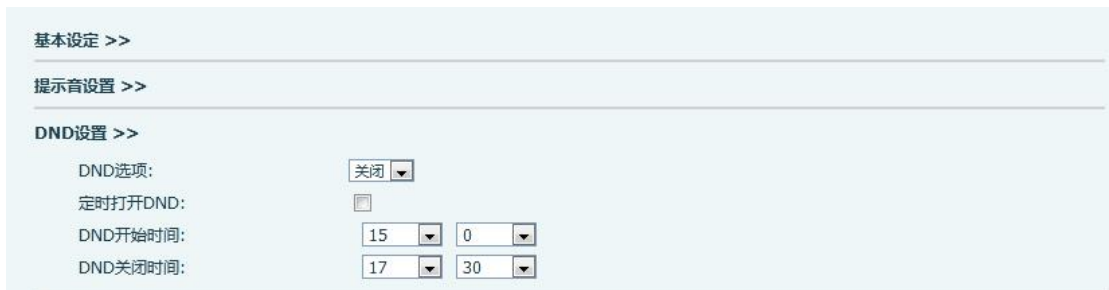 基本设定 >>
提示音设置 >>
DND设置 >>
DND选项: 关闭
定时打开DND:
DND开始时间: 15 0
DND关闭时间: 17 30